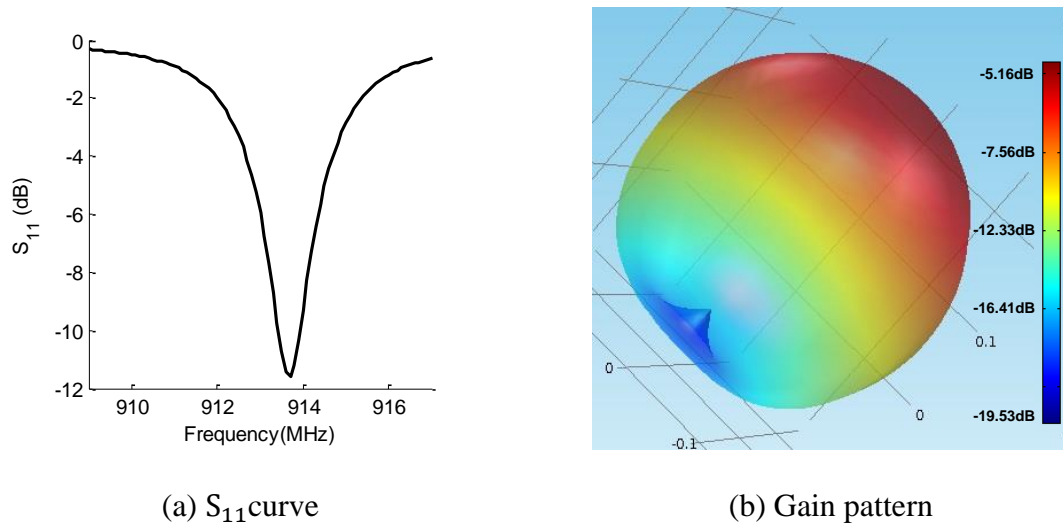 0
-2
-4
-6
-8
-10
-12
S11 (dB)
910 912 914 916
Frequency(MHz)
(a) S11curve
-5.16dB
-7.56dB
-12.33dB
-16.41dB
-19.53dB
0.1
0
0
-0.1
(b) Gain pattern